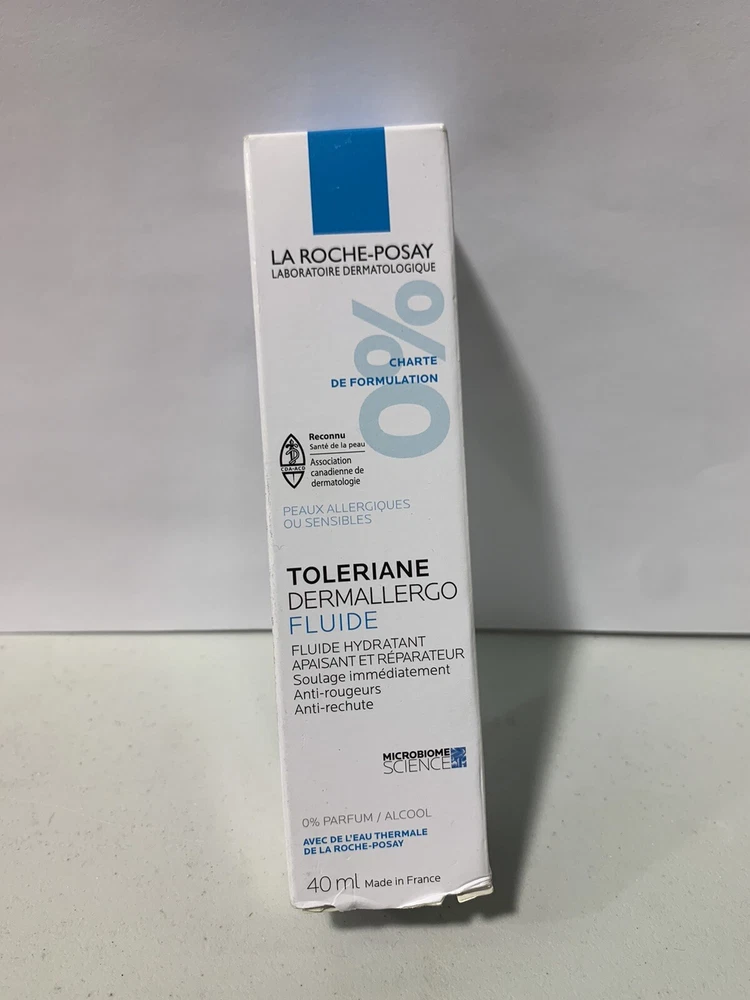 LA ROCHE-POSAY
LABORATOIRE DERMATOLOGIQUE
0%
CHARTE
DE FORMULATION
CDA-ACD
Reconnu
Santé de la peau
Association
canadienne de
dermatologie
PEAUX ALLERGIQUES
OU SENSIBLES
TOLERIANE
DERMALLERGO
FLUIDE
FLUIDE HYDRATANT
APAISANT ET RÉPARATEUR
Soulage immédiatement
Anti-rougeurs
Anti-rechute
MICROBIOME
SCIENCE
0% PARFUM / ALCOOL
AVEC DE L'EAU THERMALE
DE LA ROCHE-POSAY
40 ml Made in France